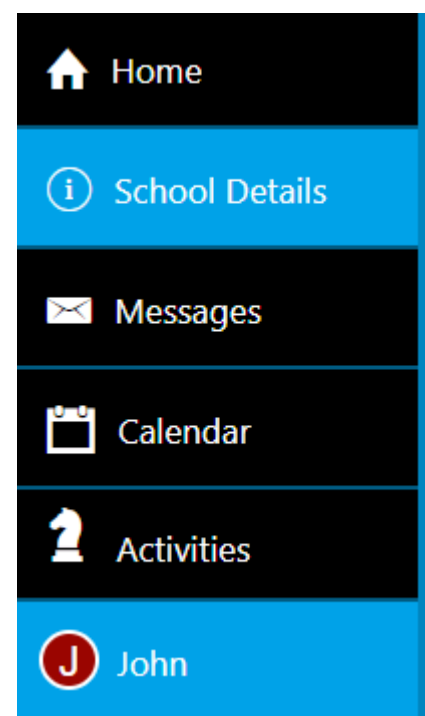 Home
School Details
Messages
Calendar
Activities
J John